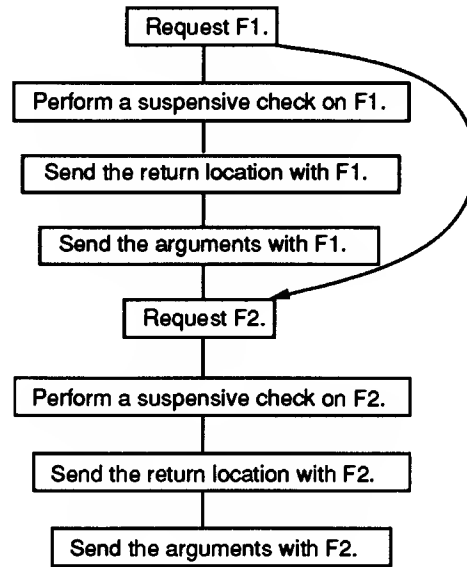 Request F1.
Perform a suspensive check on F1.
Send the return location with F1.
Send the arguments with F1.
Request F2.
Perform a suspensive check on F2.
Send the return location with F2.
Send the arguments with F2.